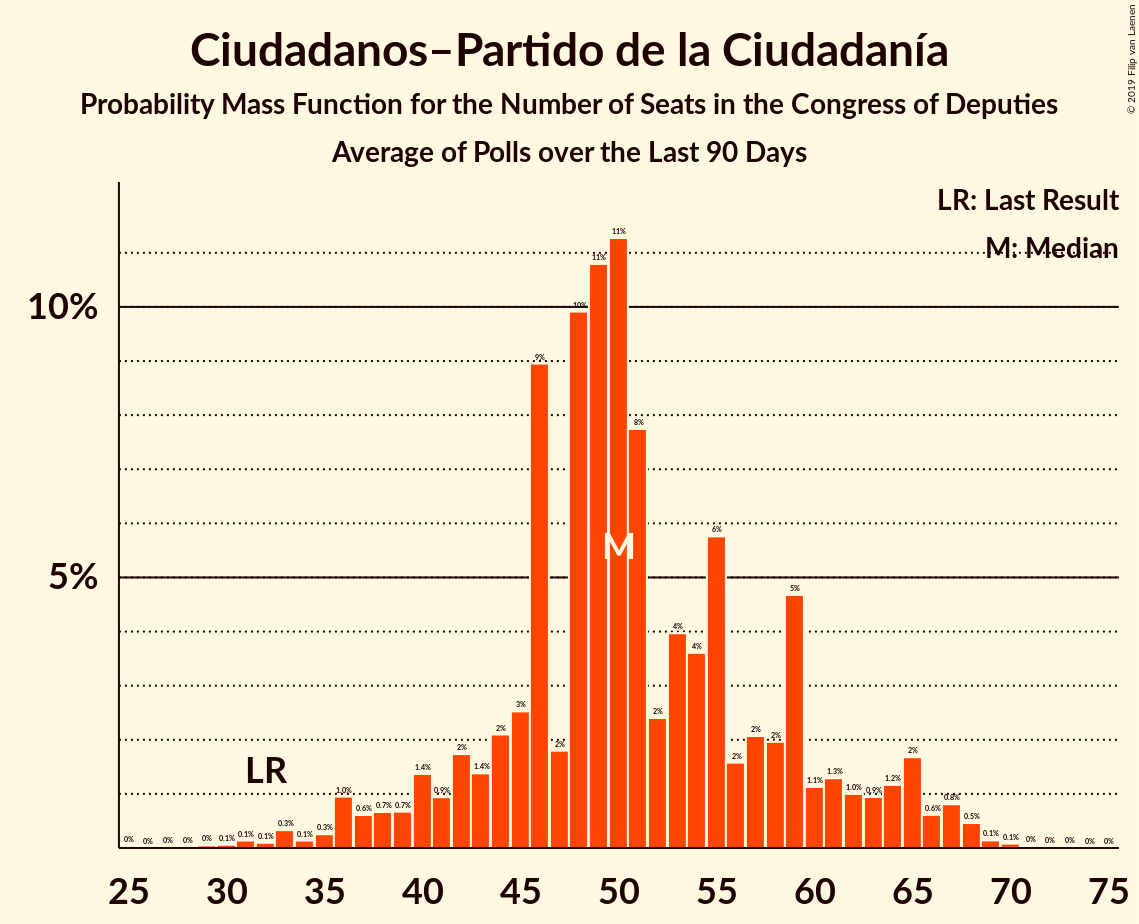 Ciudadanos–Partido de la Ciudadanía
Probability Mass Function for the Number of Seats in the Congress of Deputies
Average of Polls over the Last 90 Days
© 2019 Filip van Laenen
LR: Last Result
M: Median
10%
5%
LR
M
0% 0% 0% 0% 0% 0.1% 0.1% 0.1% 0.3% 0.1% 0.3% 1.0% 0.6% 0.7% 0.7% 1.4% 0.9% 2% 1.4% 2% 3% 9% 2% 10% 11% 11% 8% 2% 4% 4% 6% 2% 2% 2% 5% 1.1% 1.3% 1.0% 0.9% 1.2% 2% 0.6% 0.8% 0.5% 0.1% 0.1% 0% 0% 0% 0% 0%
25 30 35 40 45 50 55 60 65 70 75